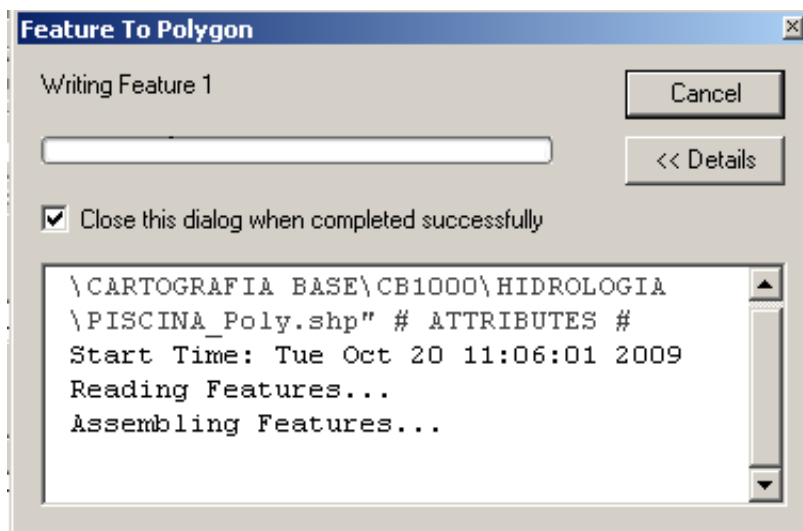 Feature To Polygon
Writing Feature 1
Cancel
<< Details
Close this dialog when completed successfully
\CARTOGRAFIA BASE\CB1000\HIDROLOGIA
\PISCINA_Poly.shp" # ATTRIBUTES #
Start Time: Tue Oct 20 11:06:01 2009
Reading Features...
Assembling Features...